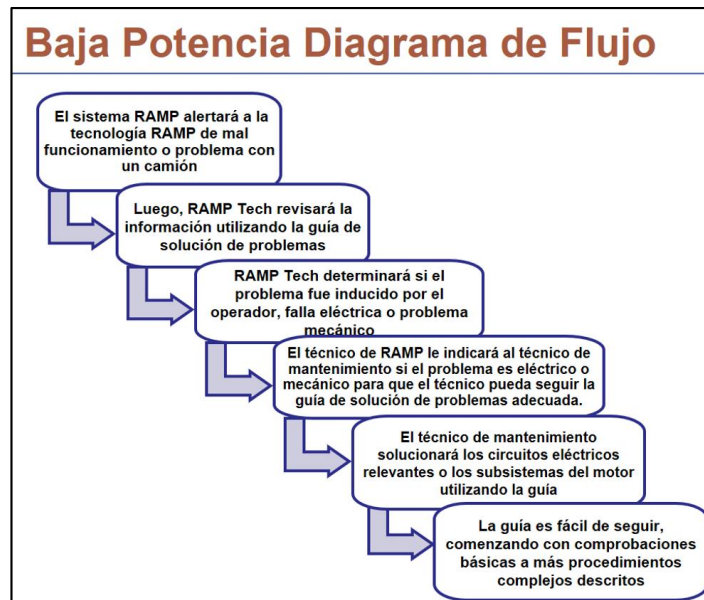 Baja Potencia Diagrama de Flujo
El sistema RAMP alertará a la
tecnología RAMP de mal
funcionamiento o problema con
un camión
Luego, RAMP Tech revisará la
información utilizando la guía de
solución de problemas
RAMP Tech determinará si el
problema fue inducido por el
operador, falla eléctrica o problema
mecánico
El técnico de RAMP le indicará al técnico de
mantenimiento si el problema es eléctrico o
mecánico para que el técnico pueda seguir la
guía de solución de problemas adecuada.
El técnico de mantenimiento
solucionará los circuitos eléctricos
relevantes o los subsistemas del motor
utilizando la guía
La guía es fácil de seguir,
comenzando con comprobaciones
básicas a más procedimientos
complejos descritos